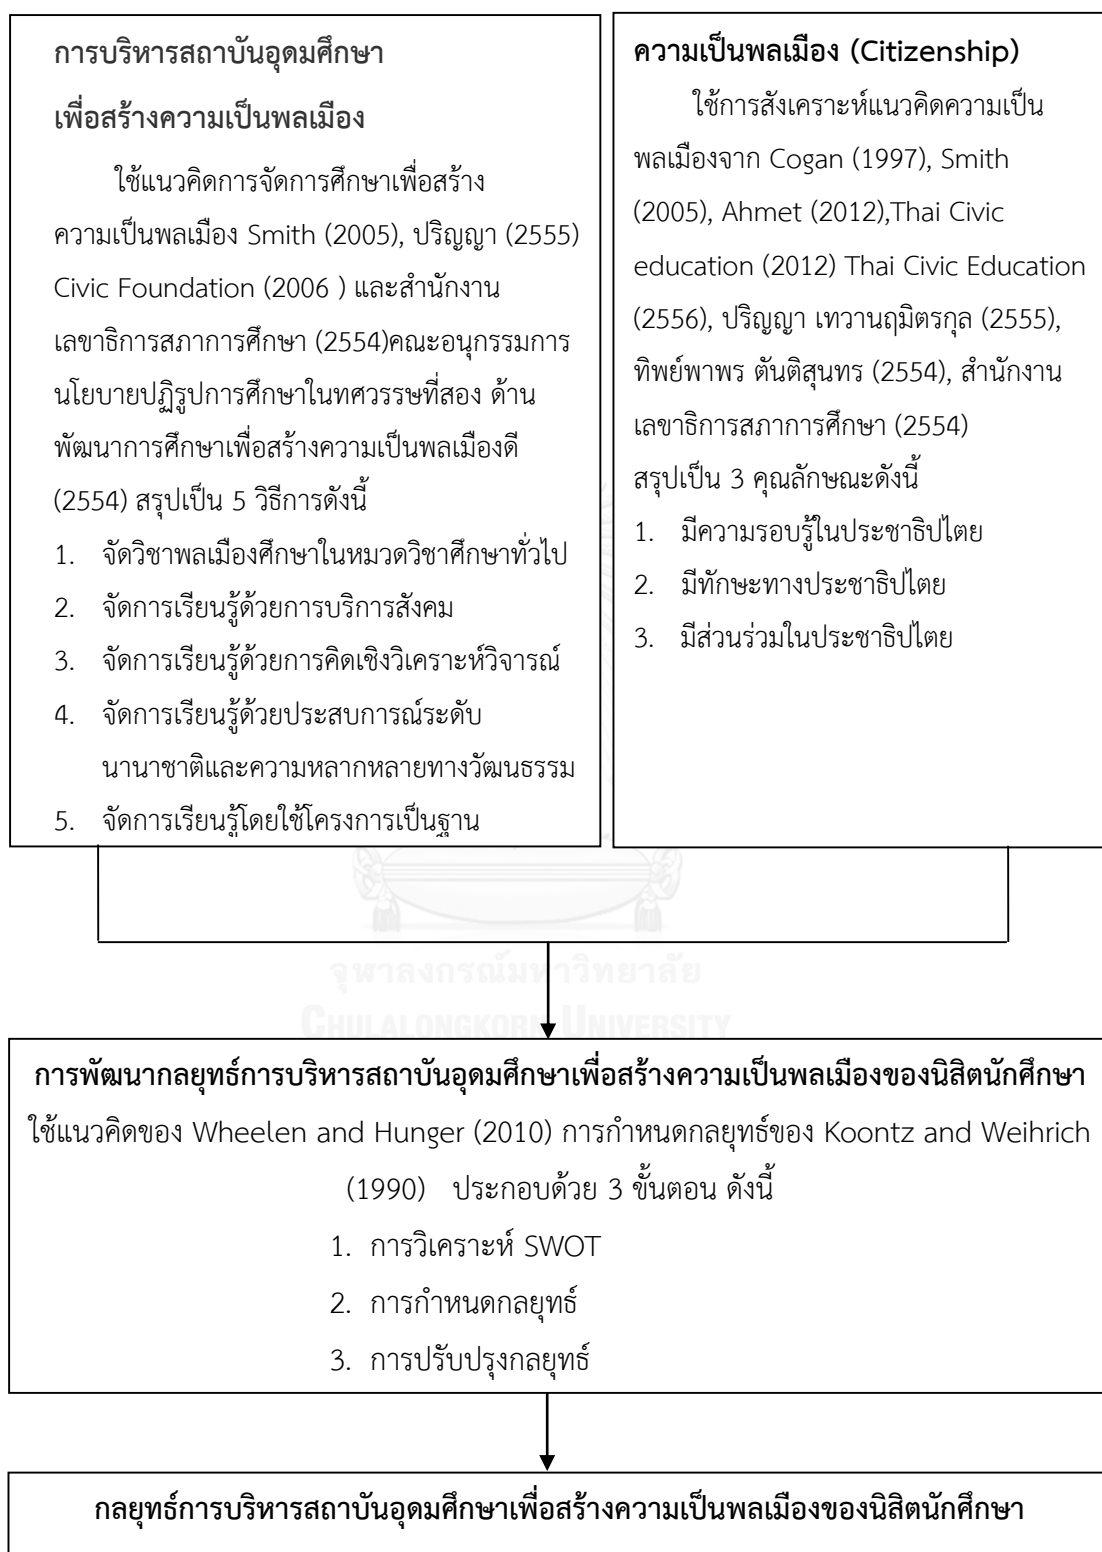 การบริหารสถาบันอุดมศึกษา
เพื่อสร้างความเป็นพลเมือง
ใช้แนวคิดการจัดการศึกษาเพื่อสร้าง
ความเป็นพลเมือง Smith (2005), ปริญญา (2555)
Civic Foundation (2006 ) และสำนักงาน
เลขาธิการสภาการศึกษา (2554)คณะอนุกรรมการ
นโยบายปฏิรูปการศึกษาในทศวรรษที่สอง ด้าน
พัฒนาการศึกษาเพื่อสร้างความเป็นพลเมืองดี
(2554) สรุปเป็น 5 วิธีการดังนี้
1. จัดวิชาพลเมืองศึกษาในหมวดวิชาศึกษาทั่วไป
2. จัดการเรียนรู้ด้วยการบริการสังคม
3. จัดการเรียนรู้ด้วยการคิดเชิงวิเคราะห์วิจารณ์
4. จัดการเรียนรู้ด้วยประสบการณ์ระดับ
นานาชาติและความหลากหลายทางวัฒนธรรม
5. จัดการเรียนรู้โดยใช้โครงการเป็นฐาน
ความเป็นพลเมือง (Citizenship)
ใช้การสังเคราะห์แนวคิดความเป็น
พลเมืองจาก Cogan (1997), Smith
(2005), Ahmet (2012),Thai Civic
education (2012) Thai Civic Education
(2556), ปริญญา เทวานฤมิตรกุล (2555),
ทิพย์พาพร ตันติสุนทร (2554), สำนักงาน
เลขาธิการสภาการศึกษา (2554)
สรุปเป็น 3 คุณลักษณะดังนี้
1. มีความรอบรู้ในประชาธิปไตย
2. มีทักษะทางประชาธิปไตย
3. มีส่วนร่วมในประชาธิปไตย
จุฬาลงกรณ์มหาวิทยาลัย
CHULALONGKORN UNIVERSITY
การพัฒนากลยุทธ์การบริหารสถาบันอุดมศึกษาเพื่อสร้างความเป็นพลเมืองของนิสิตนักศึกษา
ใช้แนวคิดของ Wheelen and Hunger (2010) การกำหนดกลยุทธ์ของ Koontz and Weihrich
(1990) ประกอบด้วย 3 ขั้นตอน ดังนี้
1. การวิเคราะห์ SWOT
2. การกำหนดกลยุทธ์
3. การปรับปรุงกลยุทธ์
กลยุทธ์การบริหารสถาบันอุดมศึกษาเพื่อสร้างความเป็นพลเมืองของนิสิตนักศึกษา